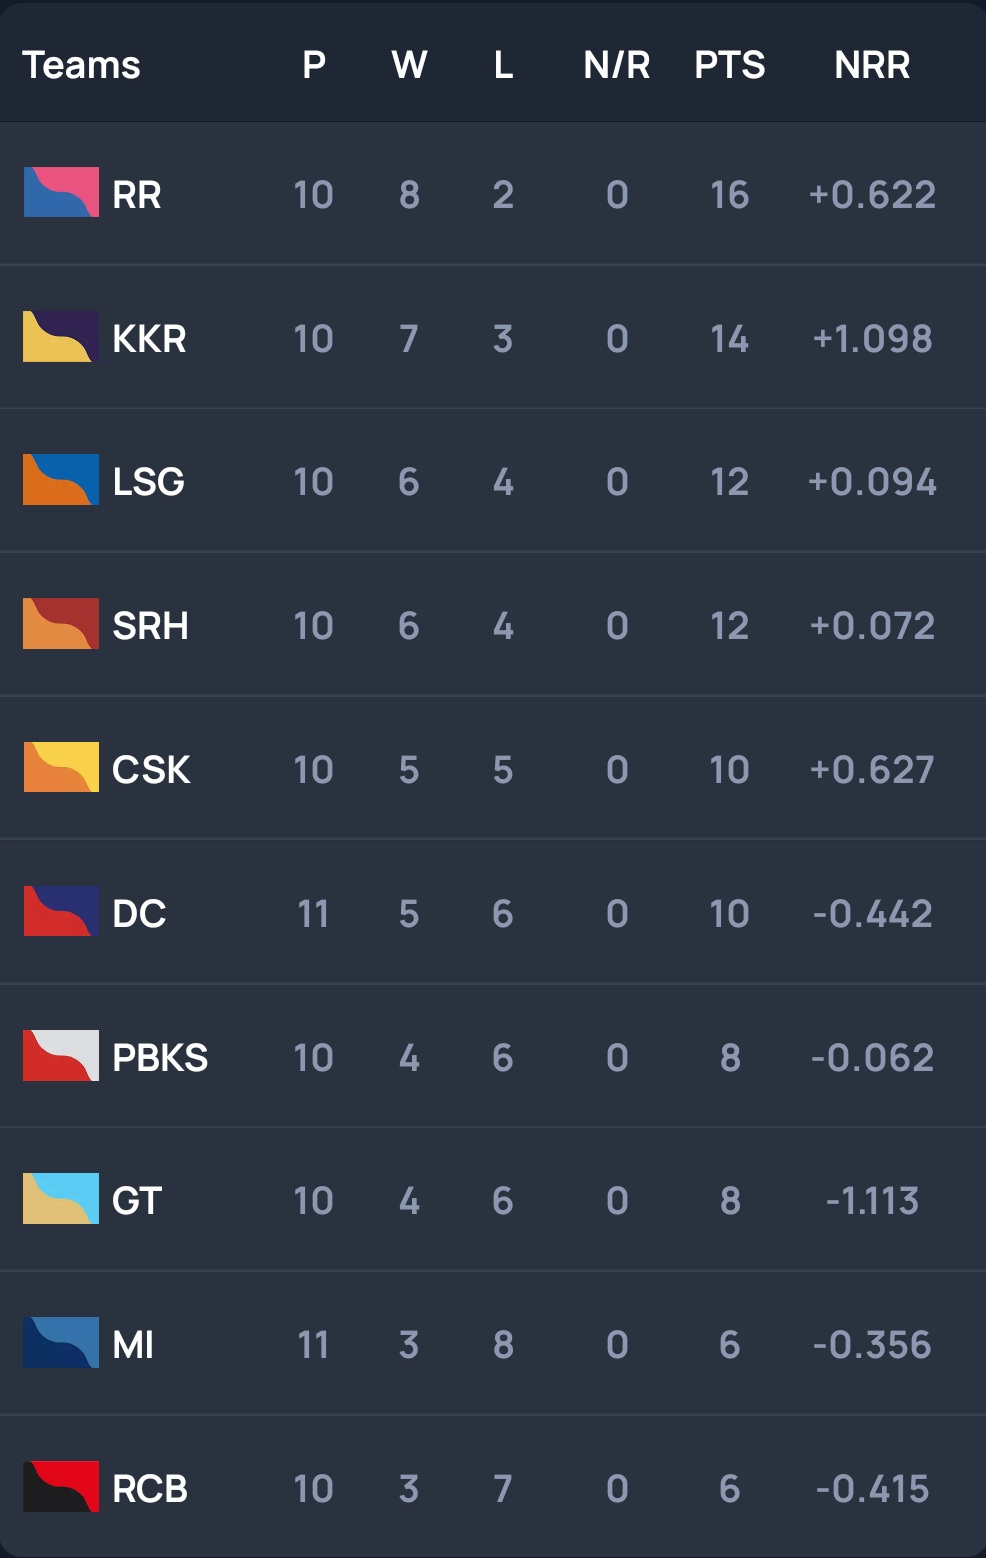 Teams P W L N/R PTS NRR
RR 10 8 2 0 16 +0.622
KKR 10 7 3 0 14 +1.098
LSG 10 6 4 0 12 +0.094
SRH 10 6 4 0 12 +0.072
CSK 10 5 5 0 10 +0.627
DC 11 5 6 0 10 -0.442
PBKS 10 4 6 0 8 -0.062
GT 10 4 6 0 8 -1.113
MI 11 3 8 0 6 -0.356
RCB 10 3 7 0 6 -0.415